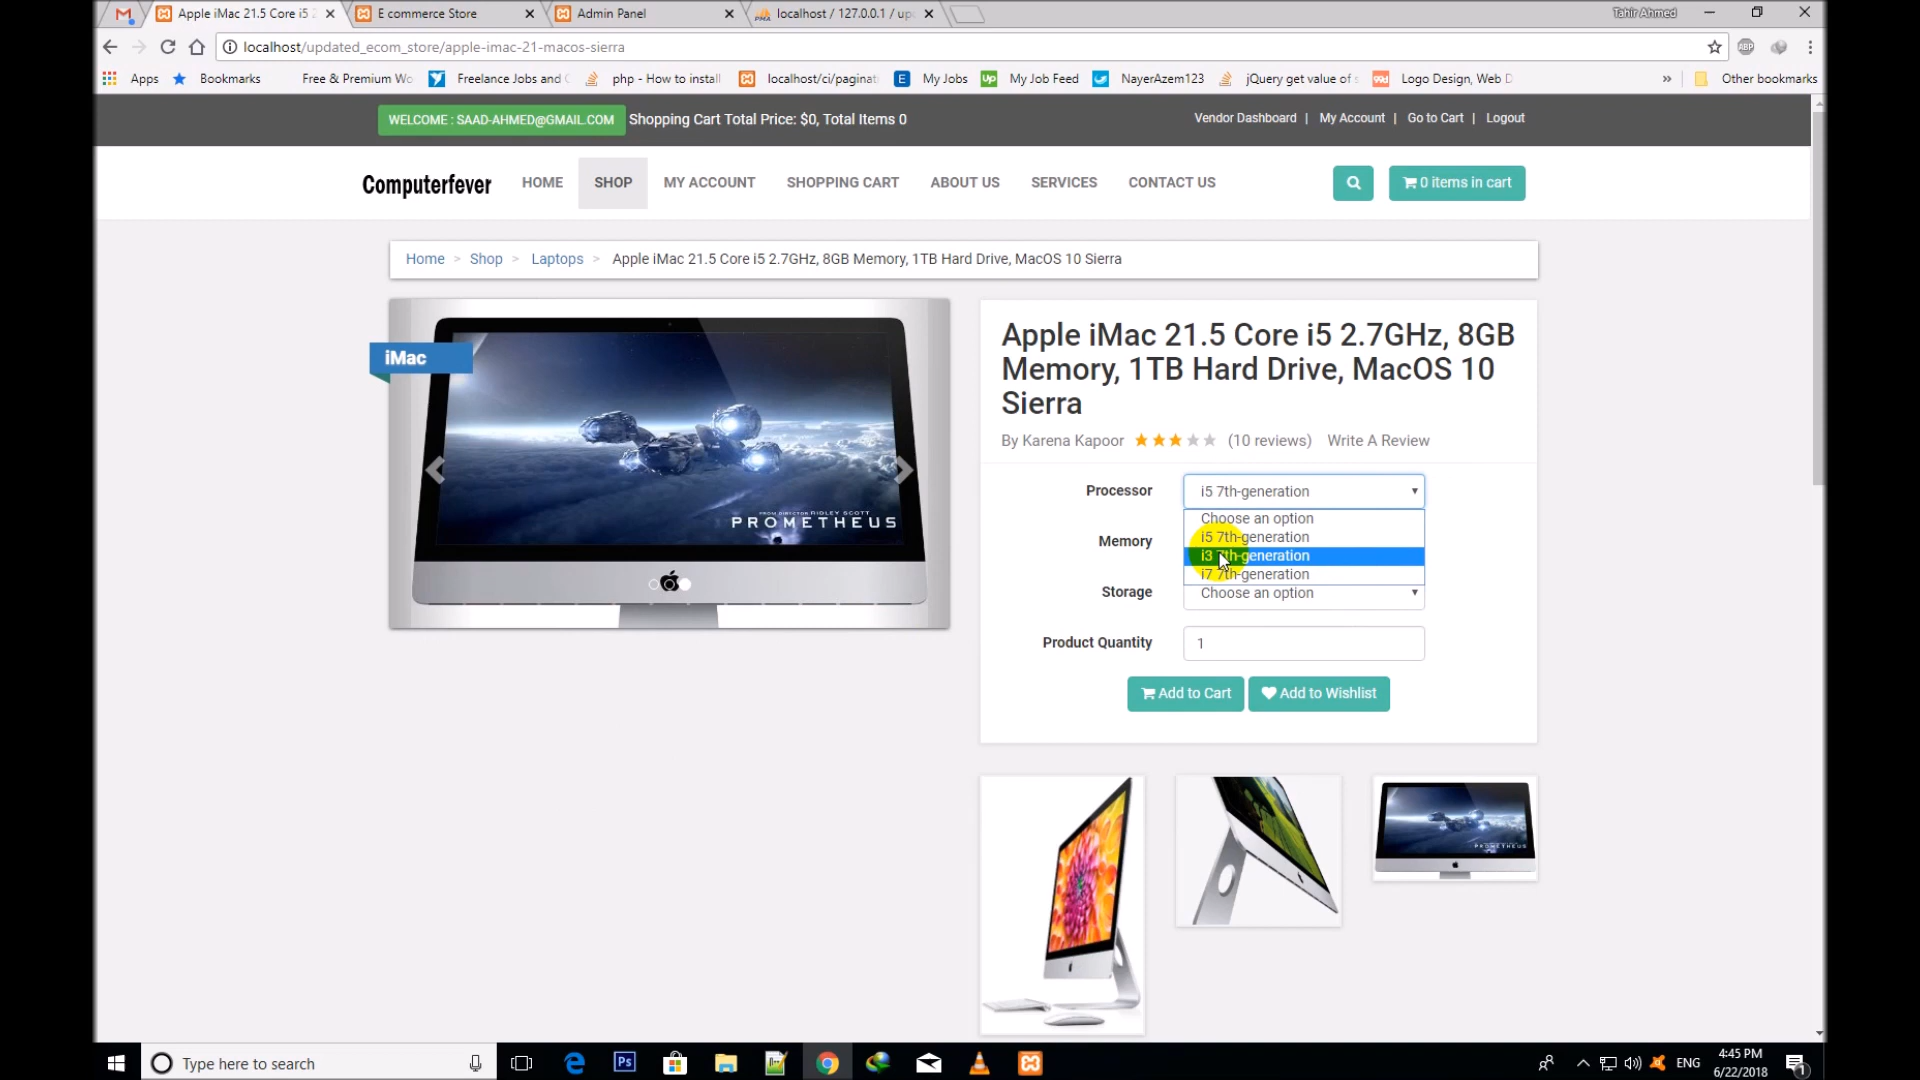 Apple iMac 21.5 Core i5 2
E commerce Store
Admin Panel
localhost / 127.0.0.1 / up
Tahir Ahmed
localhost/updated_ecom_store/apple-imac-21-macos-sierra
Apps
Bookmarks
Free & Premium Wo
Freelance Jobs and
php - How to install
localhost/ci/paginat
My Jobs
My Job Feed
NayerAzem123
jQuery get value of s
Logo Design, Web D
Other bookmarks
WELCOME : SAAD-AHMED@GMAIL.COM Shopping Cart Total Price: $0, Total Items 0
Vendor Dashboard | My Account | Go to Cart | Logout
Computerfever
HOME
SHOP
MY ACCOUNT
SHOPPING CART
ABOUT US
SERVICES
CONTACT US
0 items in cart
Home > Shop > Laptops > Apple iMac 21.5 Core i5 2.7GHz, 8GB Memory, 1TB Hard Drive, MacOS 10 Sierra
iMac
FROM DIRECTOR RIDLEY SCOTT
PROMETHEUS
Apple iMac 21.5 Core i5 2.7GHz, 8GB
Memory, 1TB Hard Drive, MacOS 10
Sierra
By Karena Kapoor (10 reviews) Write A Review
Processor
i5 7th-generation
Choose an option
i5 7th-generation
i3 7th-generation
i7 7th-generation
Memory
Storage
Choose an option
Product Quantity
1
Add to Cart
Add to Wishlist
PROMETHEUS
Type here to search
ENG
4:45 PM
6/22/2018